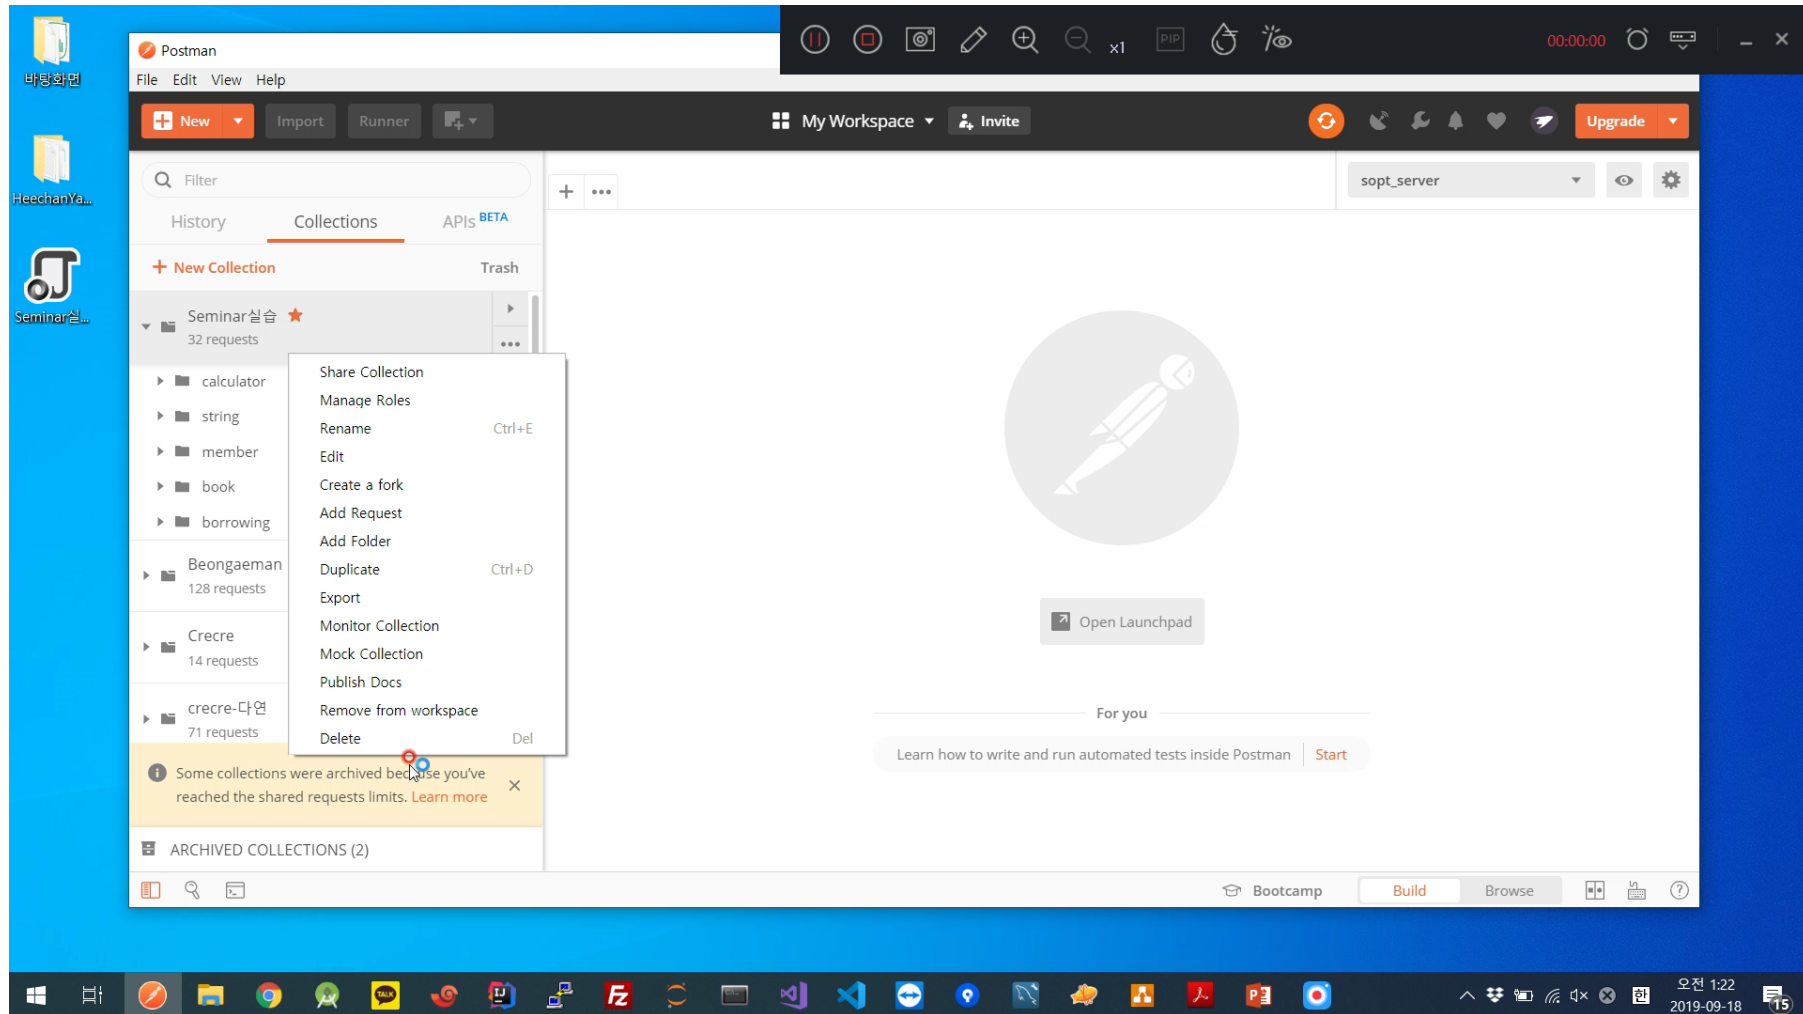 바탕화면
HeechanYa...
Seminar실...
Postman
x1
PIP
00:00:00
File Edit View Help
New
Import
Runner
My Workspace
Invite
Upgrade
Filter
sopt_server
History
Collections
APIs BETA
+ New Collection
Trash
Seminar실습
32 requests
calculator
string
member
book
borrowing
Beongaeman
128 requests
Crecre
14 requests
crecre-다연
71 requests
Share Collection
Manage Roles
Rename Ctrl+E
Edit
Create a fork
Add Request
Add Folder
Duplicate Ctrl+D
Export
Monitor Collection
Mock Collection
Publish Docs
Remove from workspace
Delete Del
Some collections were archived because you've
reached the shared requests limits. Learn more
ARCHIVED COLLECTIONS (2)
Open Launchpad
For you
Learn how to write and run automated tests inside Postman Start
Bootcamp
Build
Browse
TALK
IJ
Fz
한
오전 1:22
2019-09-18
15